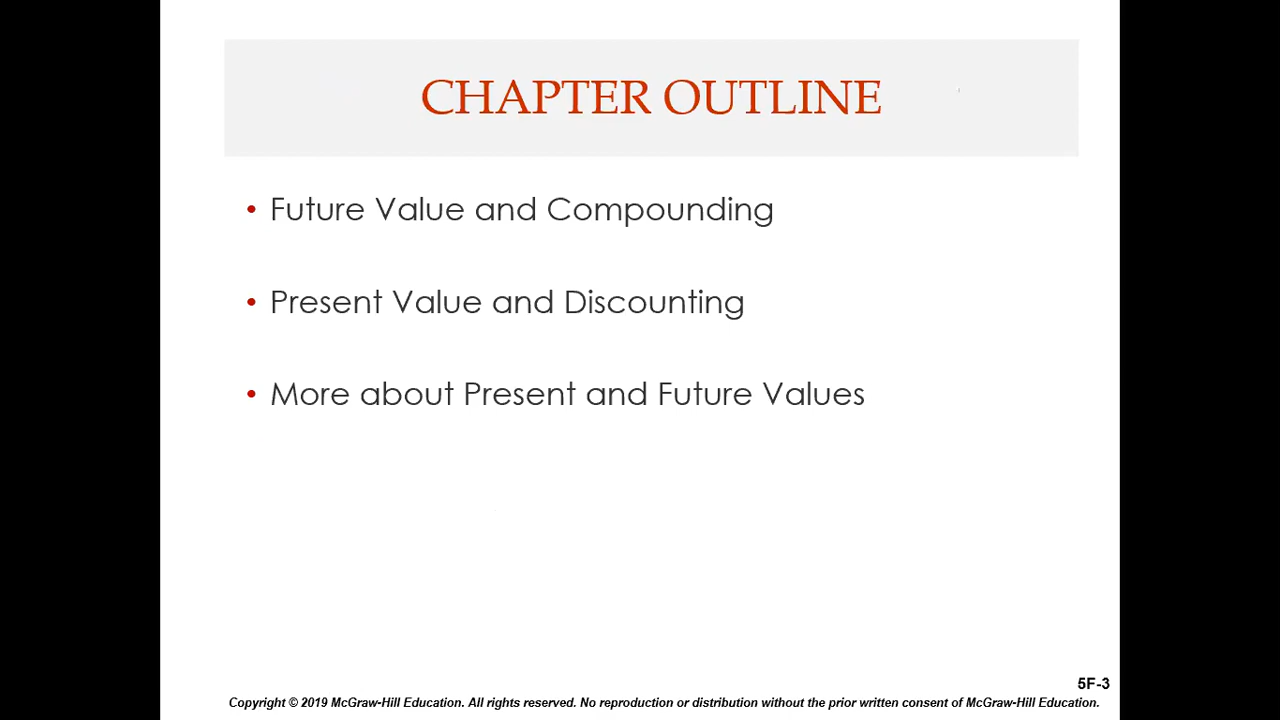 CHAPTER OUTLINE
• Future Value and Compounding
• Present Value and Discounting
• More about Present and Future Values
5F-3
Copyright © 2019 McGraw-Hill Education. All rights reserved. No reproduction or distribution without the prior written consent of McGraw-Hill Education.